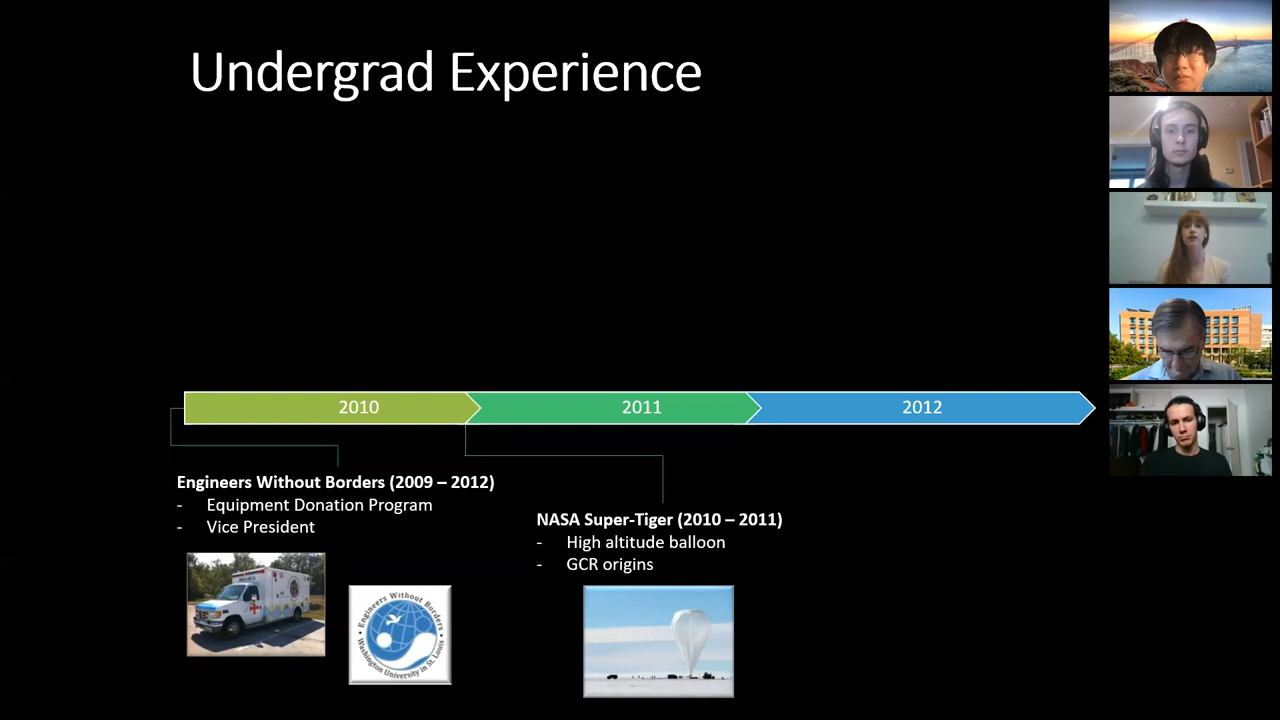 Undergrad Experience
2010
2011
2012
Engineers Without Borders (2009 – 2012)
- Equipment Donation Program
- Vice President
NASA Super-Tiger (2010 – 2011)
- High altitude balloon
- GCR origins
Engineers Without Borders
Washington University in St. Louis